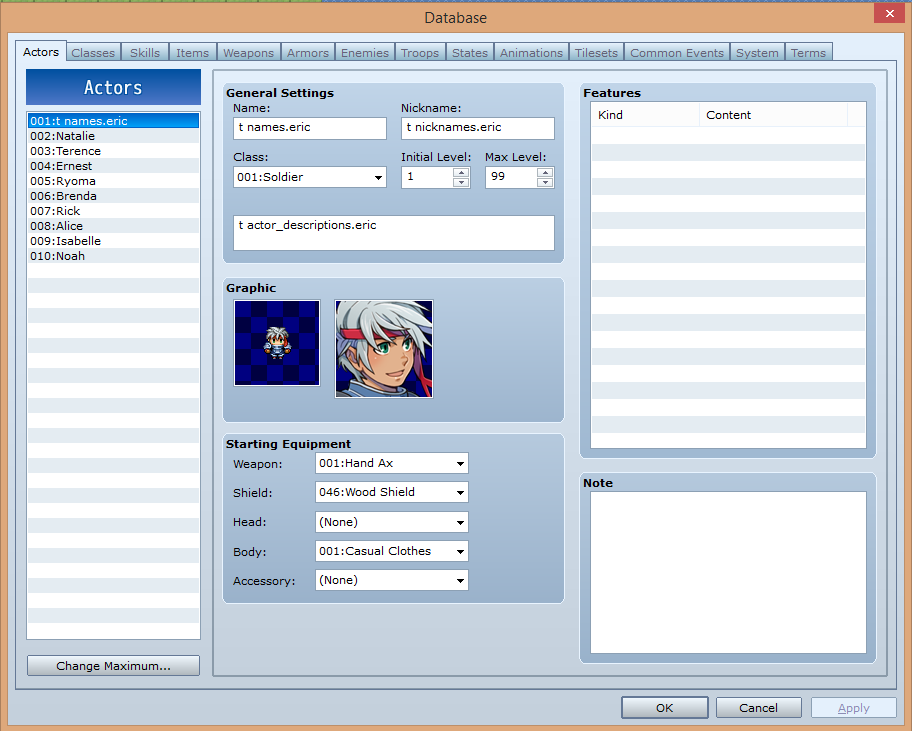 Database
Actors Classes Skills Items Weapons Armors Enemies Troops States Animations Tilesets Common Events System Terms
Actors
001:t names.eric
002:Natalie
003:Terence
004:Ernest
005:Ryoma
006:Brenda
007:Rick
008:Alice
009:Isabelle
010:Noah
Change Maximum...
General Settings
Name: Nickname:
t names.eric t nicknames.eric
Class: Initial Level: Max Level:
001:Soldier 1 99
t actor_descriptions.eric
Graphic
Starting Equipment
Weapon: 001:Hand Ax
Shield: 046:Wood Shield
Head: (None)
Body: 001:Casual Clothes
Accessory: (None)
Features
Kind Content
Note
OK Cancel Apply